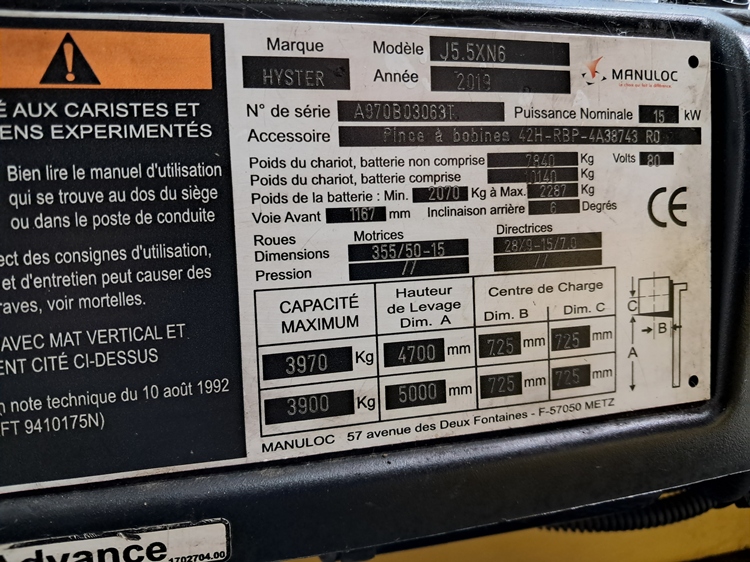 É AUX CARISTES ET
ENS EXPERIMENTÉS
Bien lire le manuel d'utilisation
qui se trouve au dos du siège
ou dans le poste de conduite
ect des consignes d'utilisation,
et d'entretien peut causer des
raves, voir mortelles.
AVEC MAT VERTICAL ET
ENT CITÉ CI-DESSUS
n note technique du 10 août 1992
FT 9410175N)
Marque Modèle J5.5XN6
HYSTER Année 2019
MANULOC
N° de série A970B03063T Puissance Nominale 15 kW
Accessoire Pince à bobines 42H-RBP-4A38743 R0
Poids du chariot, batterie non comprise 7840 Kg Volts 80
Poids du chariot, batterie comprise Kg
Poids de la batterie : Min. 2070 Kg à Max. 2287 Kg
Voie Avant 1167 mm Inclinaison arrière 6 Degrés
CE
Roues Motrices Directrices
Dimensions 355/50-15 28/9-15/7.0
Pression // //
CAPACITÉ MAXIMUM Hauteur de Levage Dim. A Centre de Charge Dim. B Dim. C
3970 Kg 4700 mm 725 mm 725 mm
3900 Kg 5000 mm 725 mm 725 mm
C
B
A
MANULOC 57 avenue des Deux Fontaines - F-57050 METZ
Advance
1702704.00